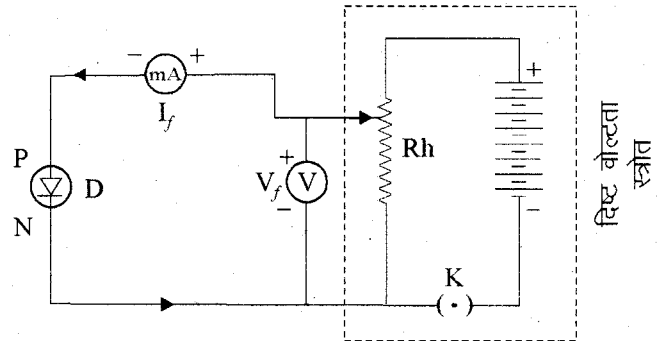 − mA +
I_f
P
D
N
V_f
+
V
−
Rh
+
−
K
दिष्ट वोल्टता
स्त्रोत